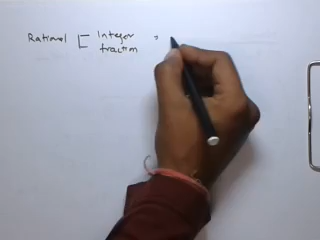 Rational [ Integer =
fraction